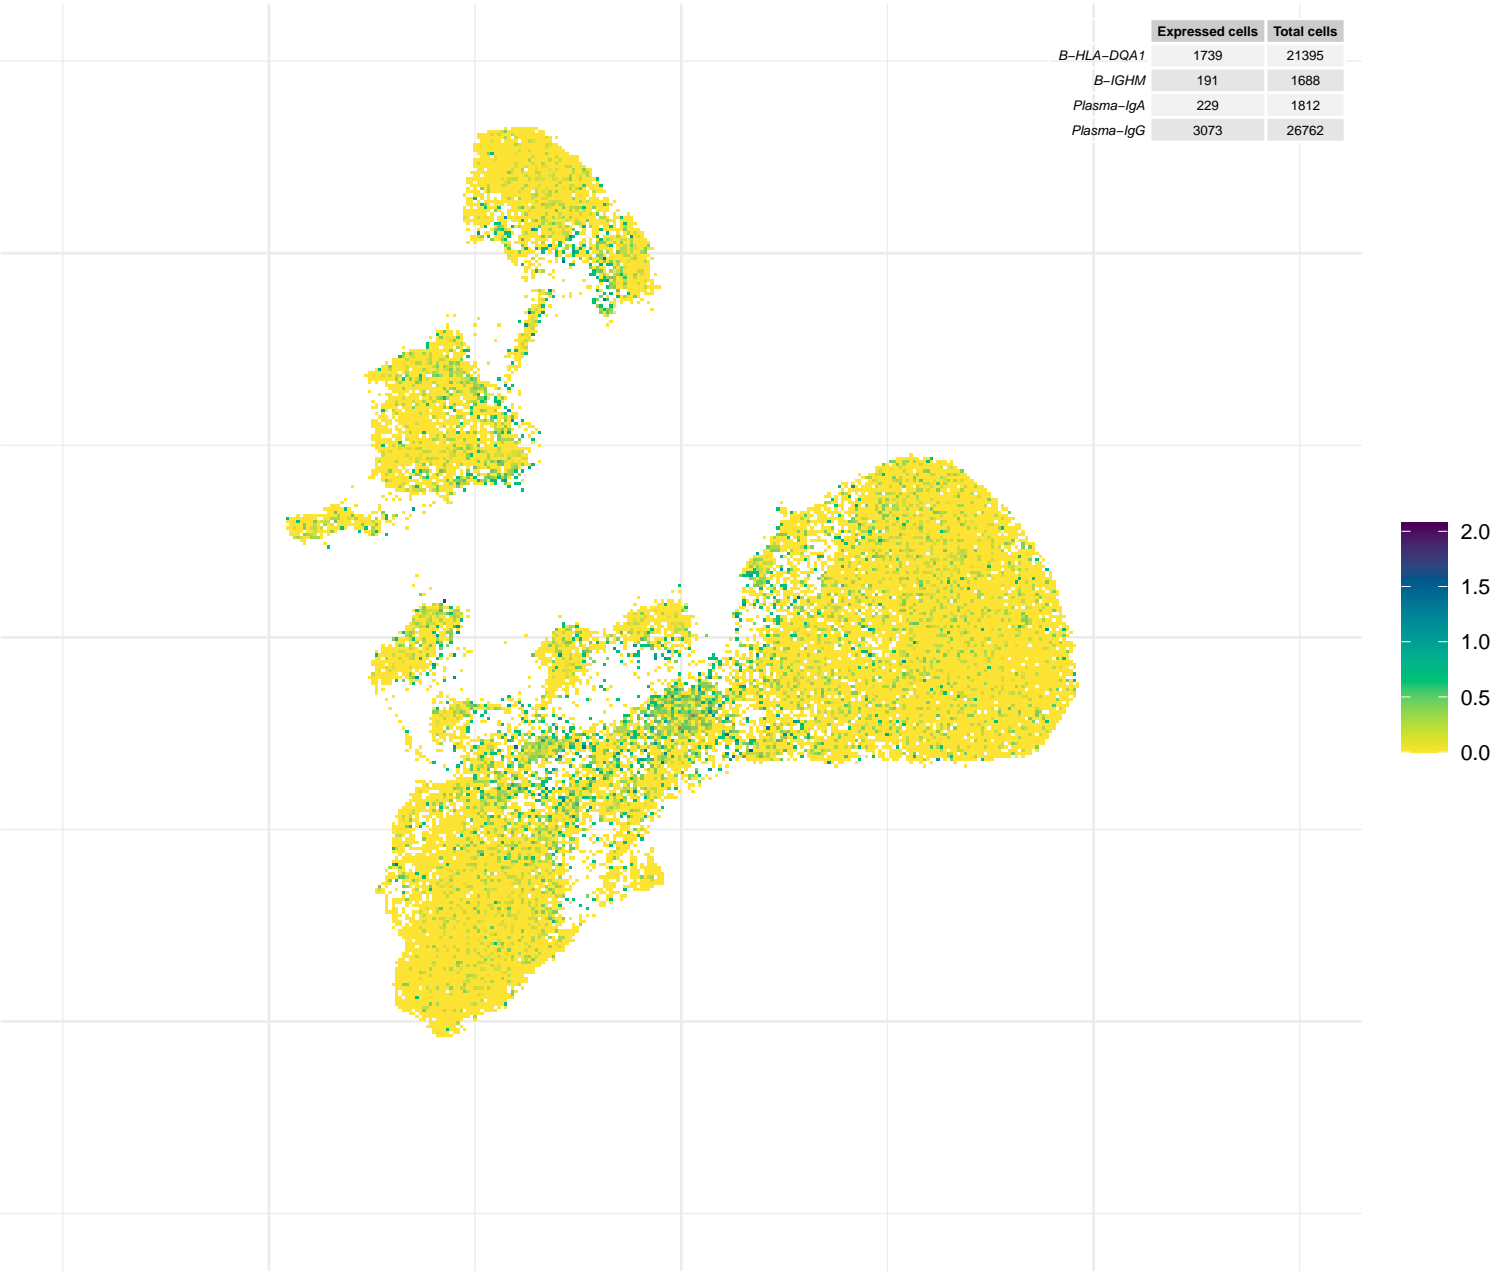 Expressed cells Total cells
B−HLA−DQA1 1739 21395
B−IGHM 191 1688
Plasma−IgA 229 1812
Plasma−IgG 3073 26762
2.0
1.5
1.0
0.5
0.0